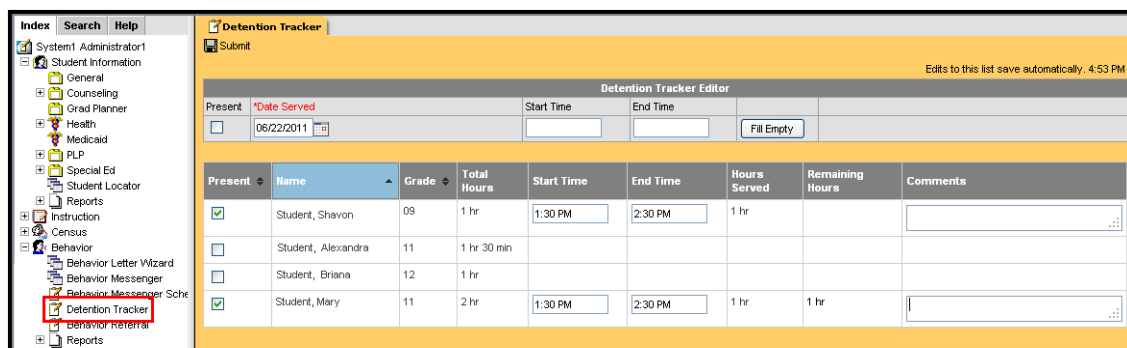 Index Search Help
System1 Administrator1
Student Information
General
Counseling
Grad Planner
Health
Medicaid
PLP
Special Ed
Student Locator
Reports
Instruction
Census
Behavior
Behavior Letter Wizard
Behavior Messenger
Behavior Messenger Sche
Detention Tracker
Behavior Referral
Reports
Detention Tracker
Submit
Edits to this list save automatically. 4:53 PM
Detention Tracker Editor
Present *Date Served Start Time End Time
06/22/2011 Fill Empty
Present Name Grade Total Hours Start Time End Time Hours Served Remaining Hours Comments
Student, Shavon 09 1 hr 1:30 PM 2:30 PM 1 hr
Student, Alexandra 11 1 hr 30 min
Student, Briana 12 1 hr
Student, Mary 11 2 hr 1:30 PM 2:30 PM 1 hr 1 hr